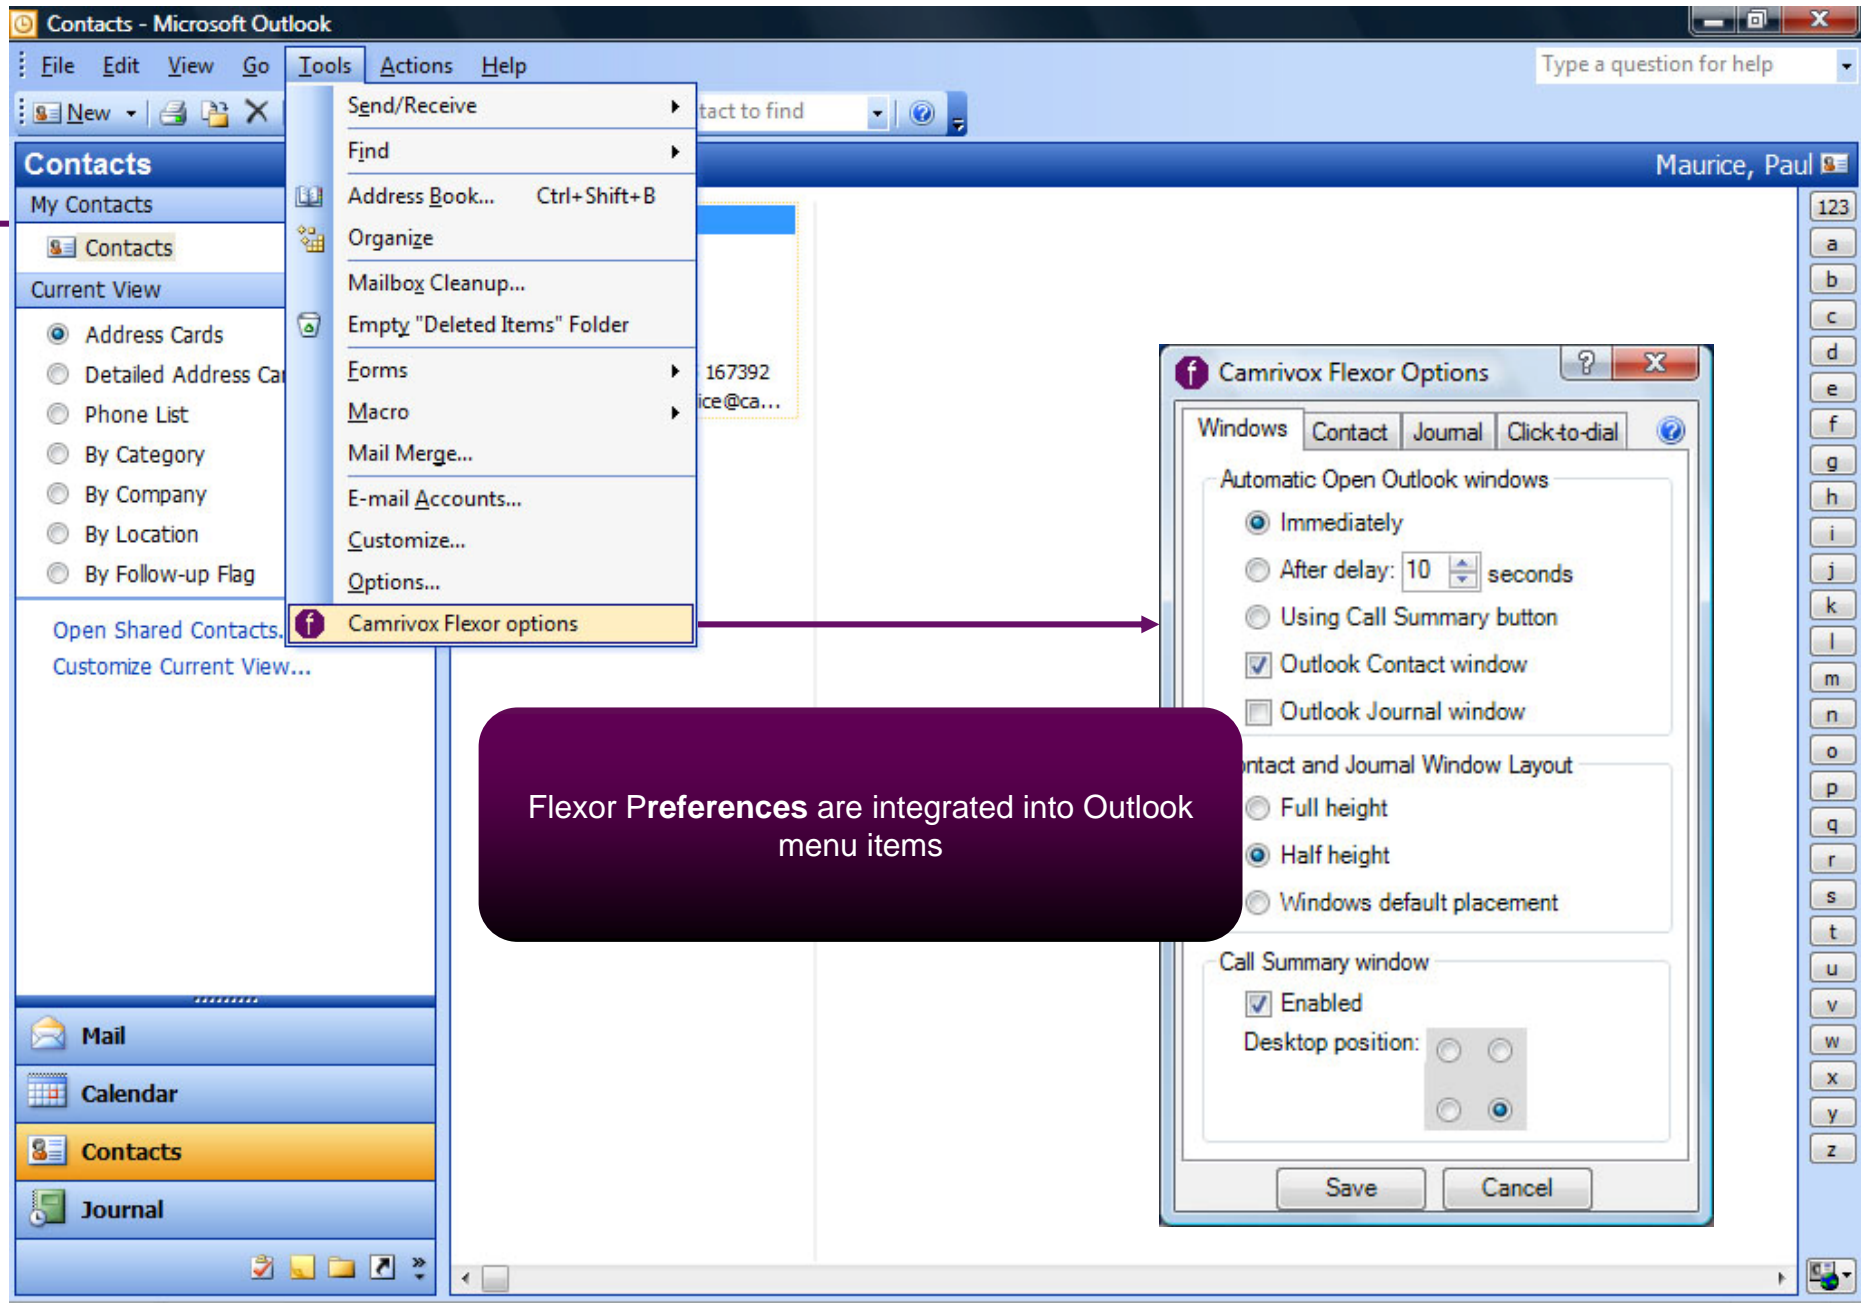 Contacts - Microsoft Outlook
File Edit View Go Tools Actions Help
Type a question for help
New
tact to find
Contacts
Maurice, Paul
My Contacts
Contacts
Current View
Address Cards
Detailed Address Car
Phone List
By Category
By Company
By Location
By Follow-up Flag
Open Shared Contacts.
Customize Current View...
Mail
Calendar
Contacts
Journal
Send/Receive
Find
Address Book... Ctrl+Shift+B
Organize
Mailbox Cleanup...
Empty "Deleted Items" Folder
Forms
Macro
Mail Merge...
E-mail Accounts...
Customize...
Options...
Camrivox Flexor options
167392
ice@ca...
Flexor Preferences are integrated into Outlook
menu items
Camrivox Flexor Options
Windows Contact Journal Click-to-dial
Automatic Open Outlook windows
Immediately
After delay: 10 seconds
Using Call Summary button
Outlook Contact window
Outlook Journal window
ontact and Journal Window Layout
Full height
Half height
Windows default placement
Call Summary window
Enabled
Desktop position:
Save Cancel
123
a
b
c
d
e
f
g
h
i
j
k
l
m
n
o
p
q
r
s
t
u
v
w
x
y
z